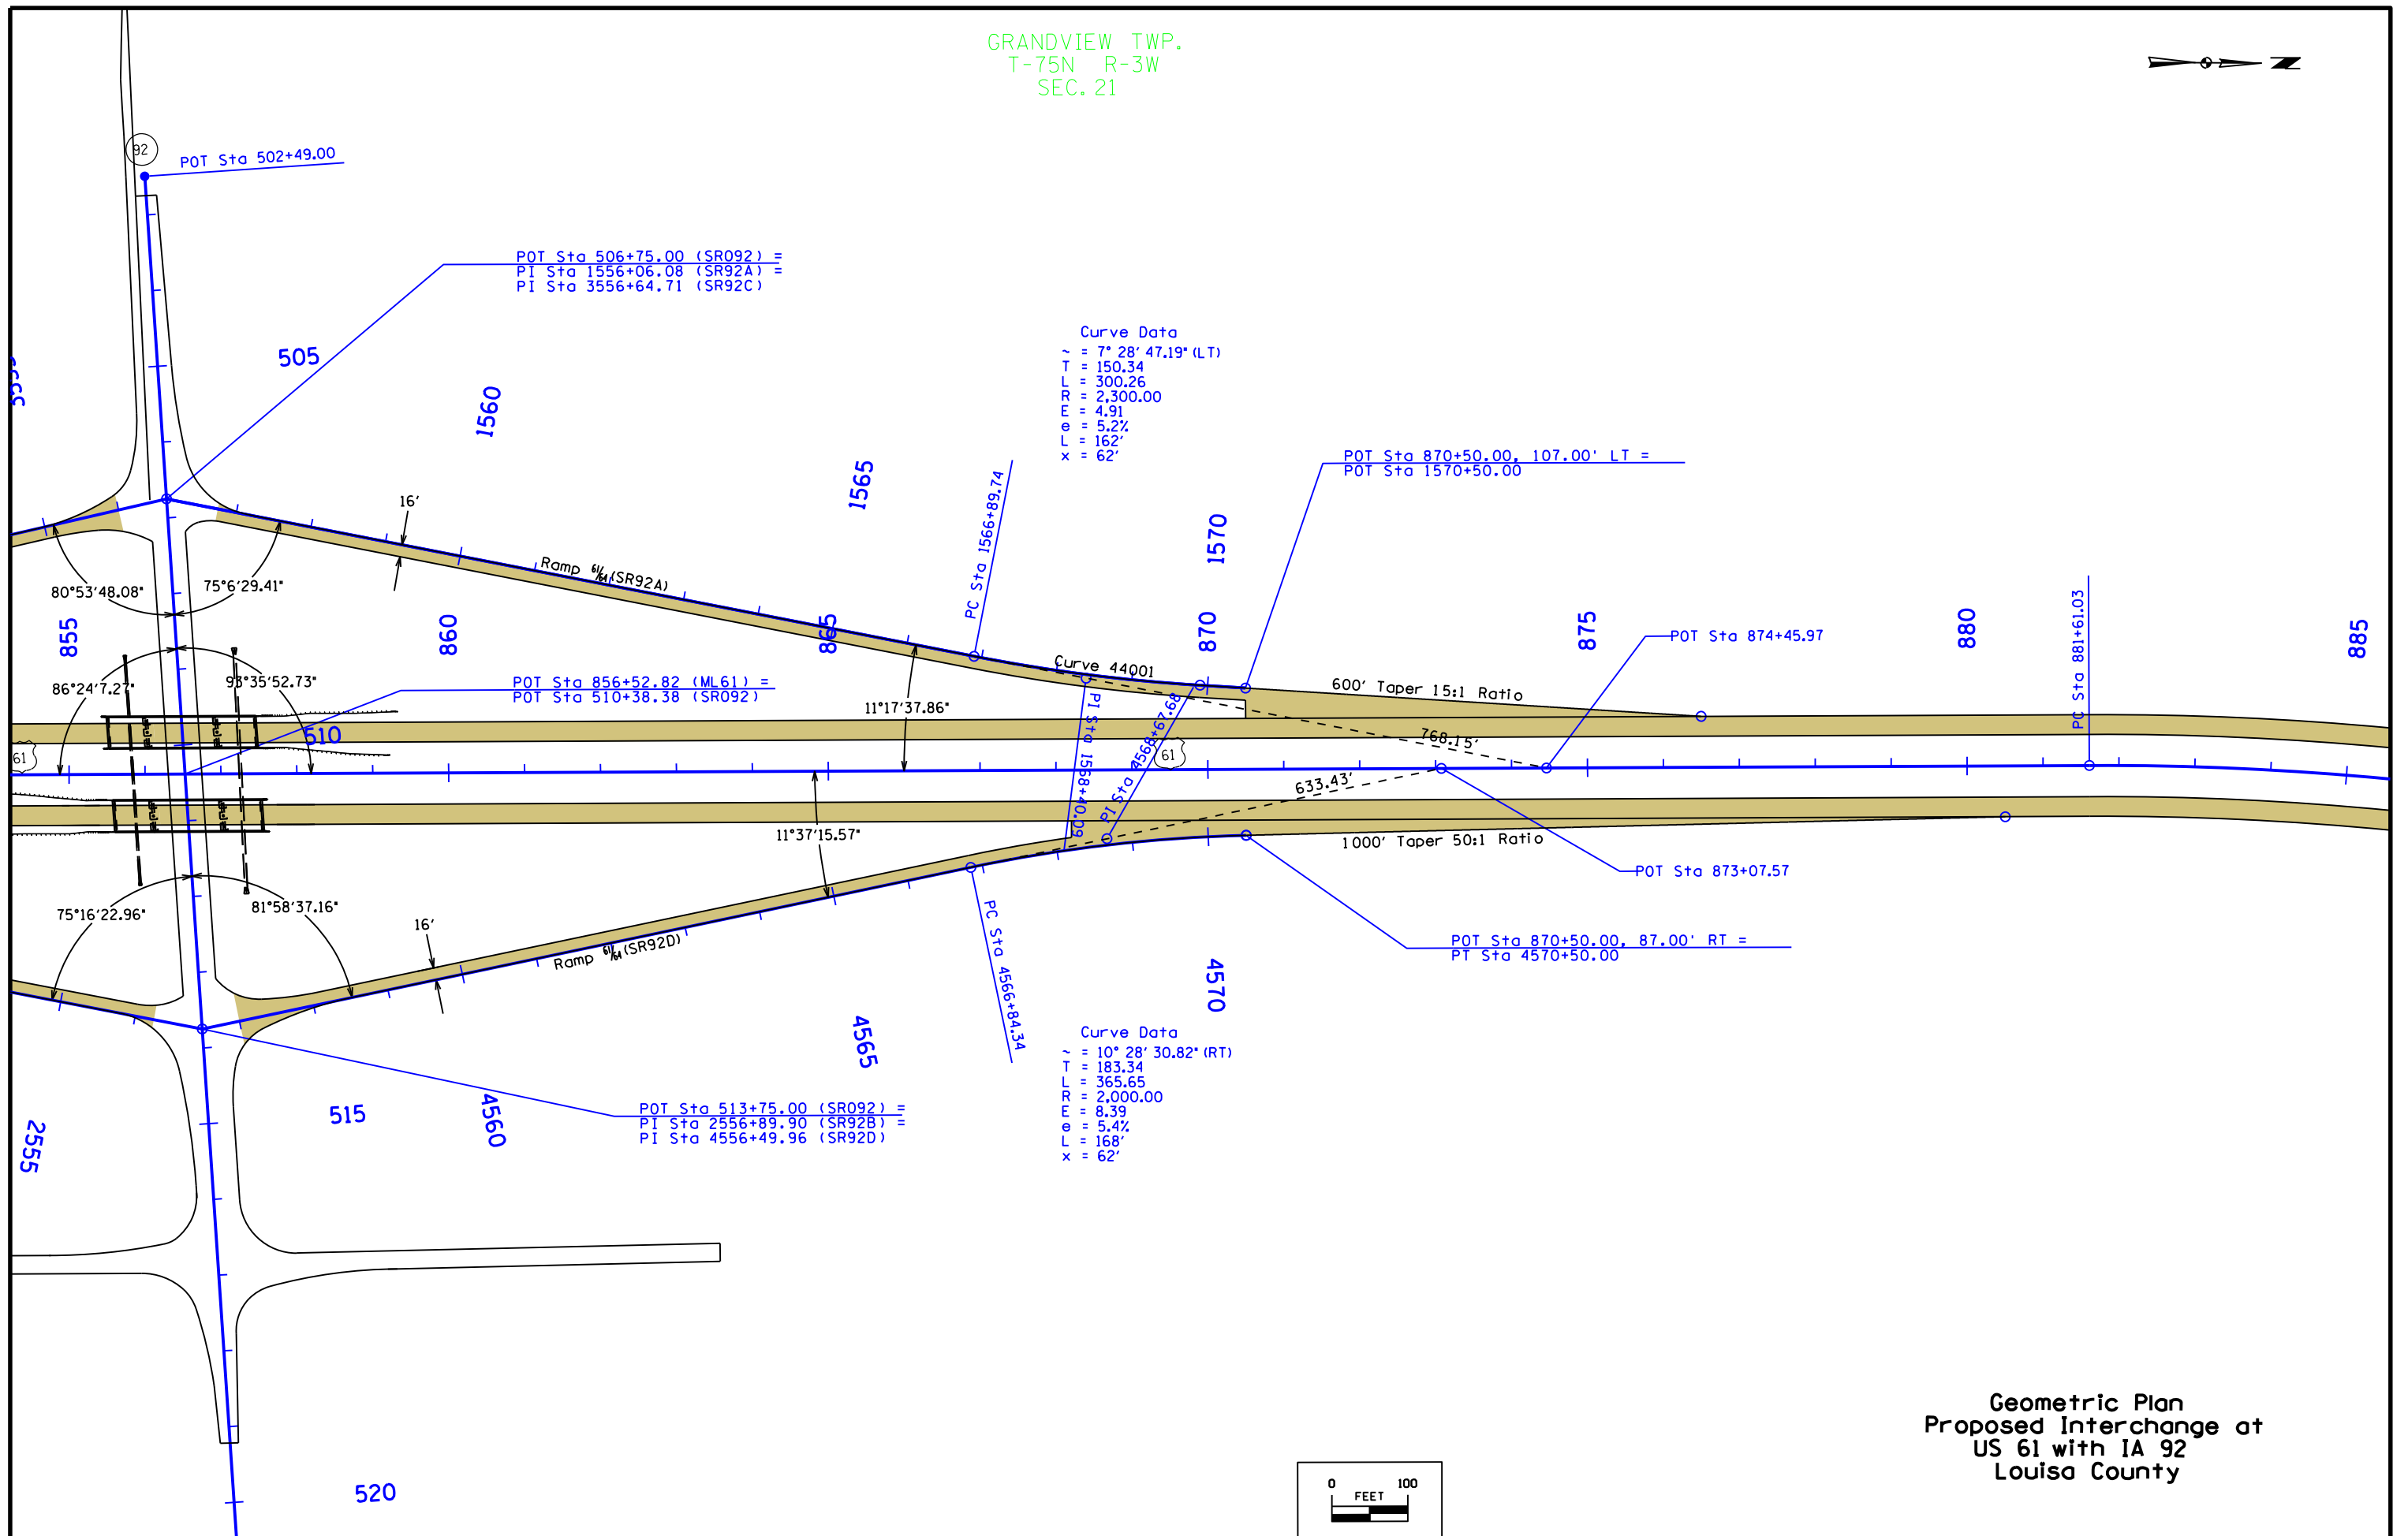 GRANDVIEW TWP.
T-75N R-3W
SEC. 21
N
92
POT Sta 502+49.00
POT Sta 506+75.00 (SR092) =
PI Sta 1556+06.08 (SR92A) =
PI Sta 3556+64.71 (SR92C)
505
1560
1565
Curve Data
~ = 7° 28' 47.19" (LT)
T = 150.34
L = 300.26
R = 2,300.00
E = 4.91
e = 5.2%
L = 162'
x = 62'
POT Sta 870+50.00, 107.00' LT =
POT Sta 1570+50.00
PC Sta 1566+89.74
1570
16'
Ramp (SR92A)
80°53'48.08"
75°6'29.41"
855
860
865
870
875
880
885
POT Sta 874+45.97
PC Sta 881+61.03
Curve 44001
86°24'7.27"
93°35'52.73"
POT Sta 856+52.82 (ML61) =
POT Sta 510+38.38 (SR092)
11°17'37.86"
600' Taper 15:1 Ratio
PI Sta 1568+40.09
PI Sta 4568+67.68
510
61
61
768.15'
633.43'
11°37'15.57"
1000' Taper 50:1 Ratio
POT Sta 873+07.57
75°16'22.96"
81°58'37.16"
16'
Ramp (SR92D)
PC Sta 4566+84.34
POT Sta 870+50.00, 87.00' RT =
PT Sta 4570+50.00
4570
4565
4560
Curve Data
~ = 10° 28' 30.82" (RT)
T = 183.34
L = 365.65
R = 2,000.00
E = 8.39
e = 5.4%
L = 168'
x = 62'
POT Sta 513+75.00 (SR092) =
PI Sta 2556+89.90 (SR92B) =
PI Sta 4556+49.96 (SR92D)
515
2555
520
Geometric Plan
Proposed Interchange at
US 61 with IA 92
Louisa County
0 100
FEET